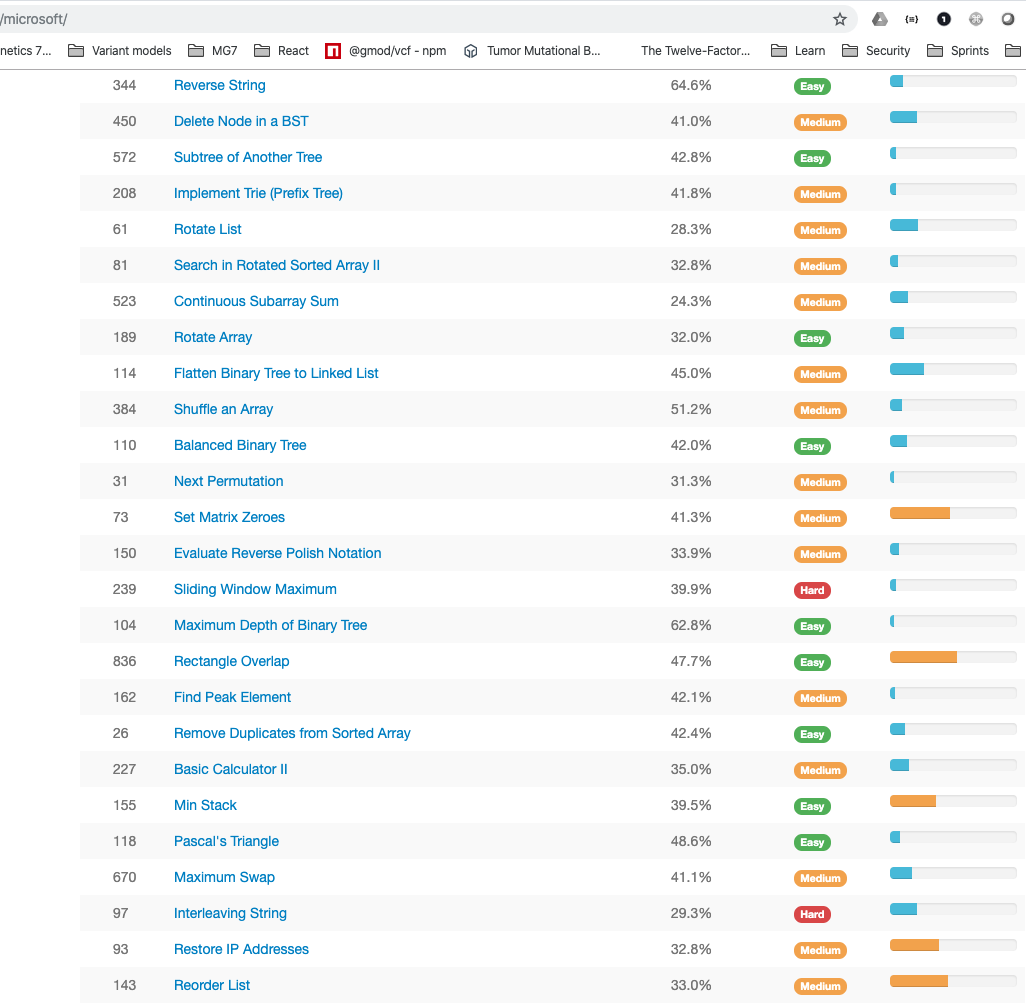 /microsoft/
netics 7... Variant models MG7 React @gmod/vcf - npm Tumor Mutational B... The Twelve-Factor... Learn Security Sprints
344 Reverse String 64.6% Easy
450 Delete Node in a BST 41.0% Medium
572 Subtree of Another Tree 42.8% Easy
208 Implement Trie (Prefix Tree) 41.8% Medium
61 Rotate List 28.3% Medium
81 Search in Rotated Sorted Array II 32.8% Medium
523 Continuous Subarray Sum 24.3% Medium
189 Rotate Array 32.0% Easy
114 Flatten Binary Tree to Linked List 45.0% Medium
384 Shuffle an Array 51.2% Medium
110 Balanced Binary Tree 42.0% Easy
31 Next Permutation 31.3% Medium
73 Set Matrix Zeroes 41.3% Medium
150 Evaluate Reverse Polish Notation 33.9% Medium
239 Sliding Window Maximum 39.9% Hard
104 Maximum Depth of Binary Tree 62.8% Easy
836 Rectangle Overlap 47.7% Easy
162 Find Peak Element 42.1% Medium
26 Remove Duplicates from Sorted Array 42.4% Easy
227 Basic Calculator II 35.0% Medium
155 Min Stack 39.5% Easy
118 Pascal's Triangle 48.6% Easy
670 Maximum Swap 41.1% Medium
97 Interleaving String 29.3% Hard
93 Restore IP Addresses 32.8% Medium
143 Reorder List 33.0% Medium